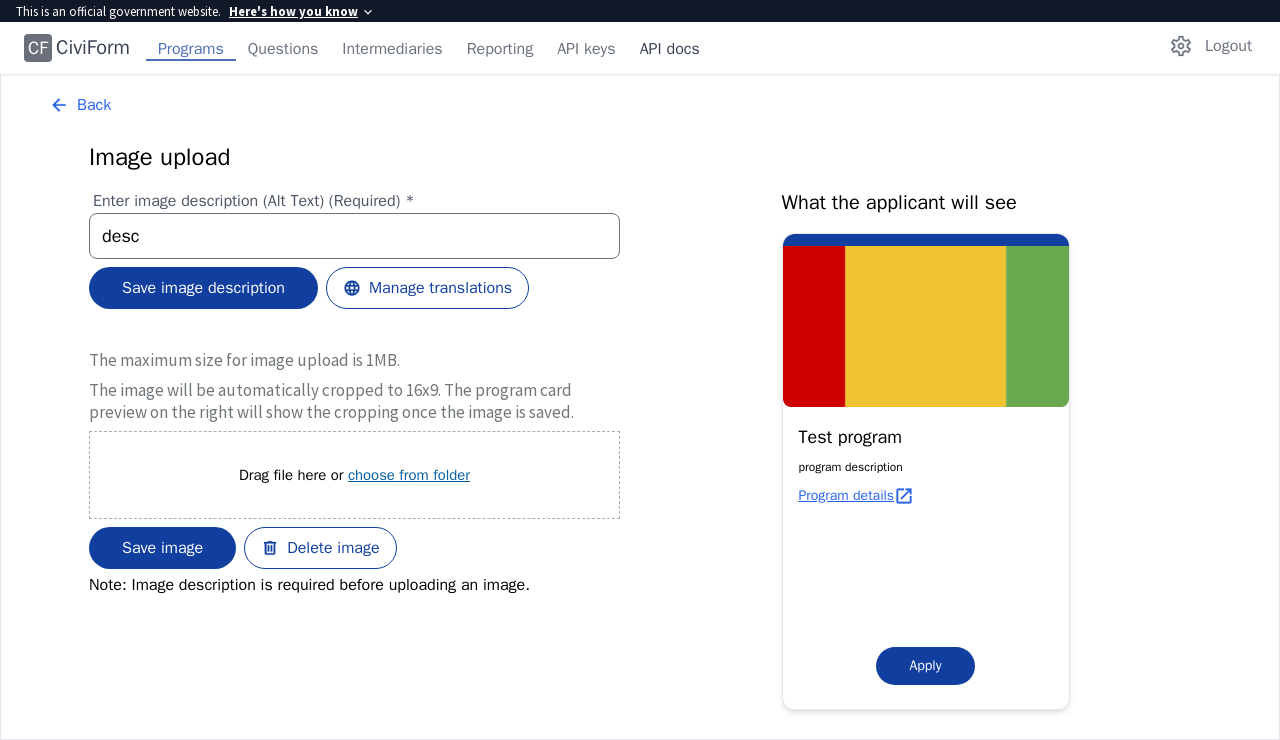 This is an official government website. Here's how you know
CF CiviForm Programs Questions Intermediaries Reporting API keys API docs Logout
Back
Image upload
Enter image description (Alt Text) (Required) *
desc
Save image description Manage translations
The maximum size for image upload is 1MB.
The image will be automatically cropped to 16x9. The program card
preview on the right will show the cropping once the image is saved.
Drag file here or choose from folder
Save image Delete image
Note: Image description is required before uploading an image.
What the applicant will see
Test program
program description
Program details
Apply